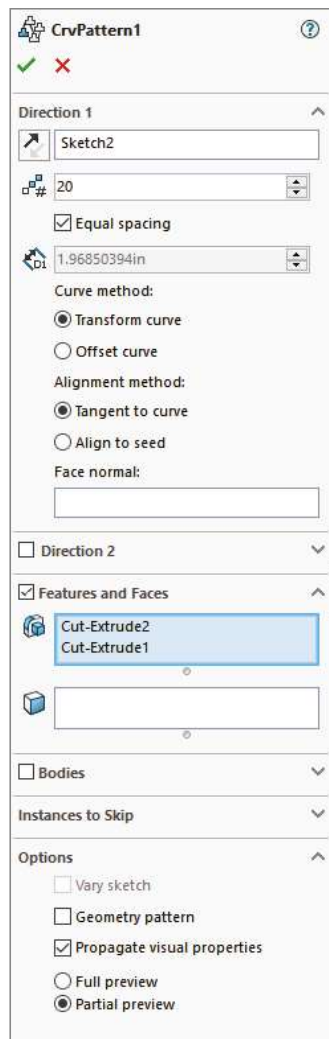 CrvPattern1
Direction 1
Sketch2
#
20
Equal spacing
D1
1.96850394in
Curve method:
Transform curve
Offset curve
Alignment method:
Tangent to curve
Align to seed
Face normal:
Direction 2
Features and Faces
Cut-Extrude2
Cut-Extrude1
Bodies
Instances to Skip
Options
Vary sketch
Geometry pattern
Propagate visual properties
Full preview
Partial preview